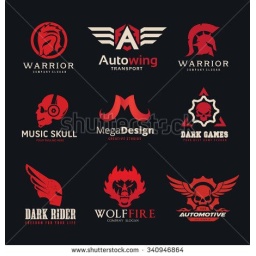 WARRIOR
COMPANY SLOGAN
Autowing
TRANSPORT
WARRIOR
COMPANY SLOGAN
MUSIC SKULL
MegaDesign
DARK GAMES
shutterstock
DARK RIDER
WOLFFIRE
COMPANY SLOGAN
AUTOMOTIVE
www.shutterstock.com · 340946864